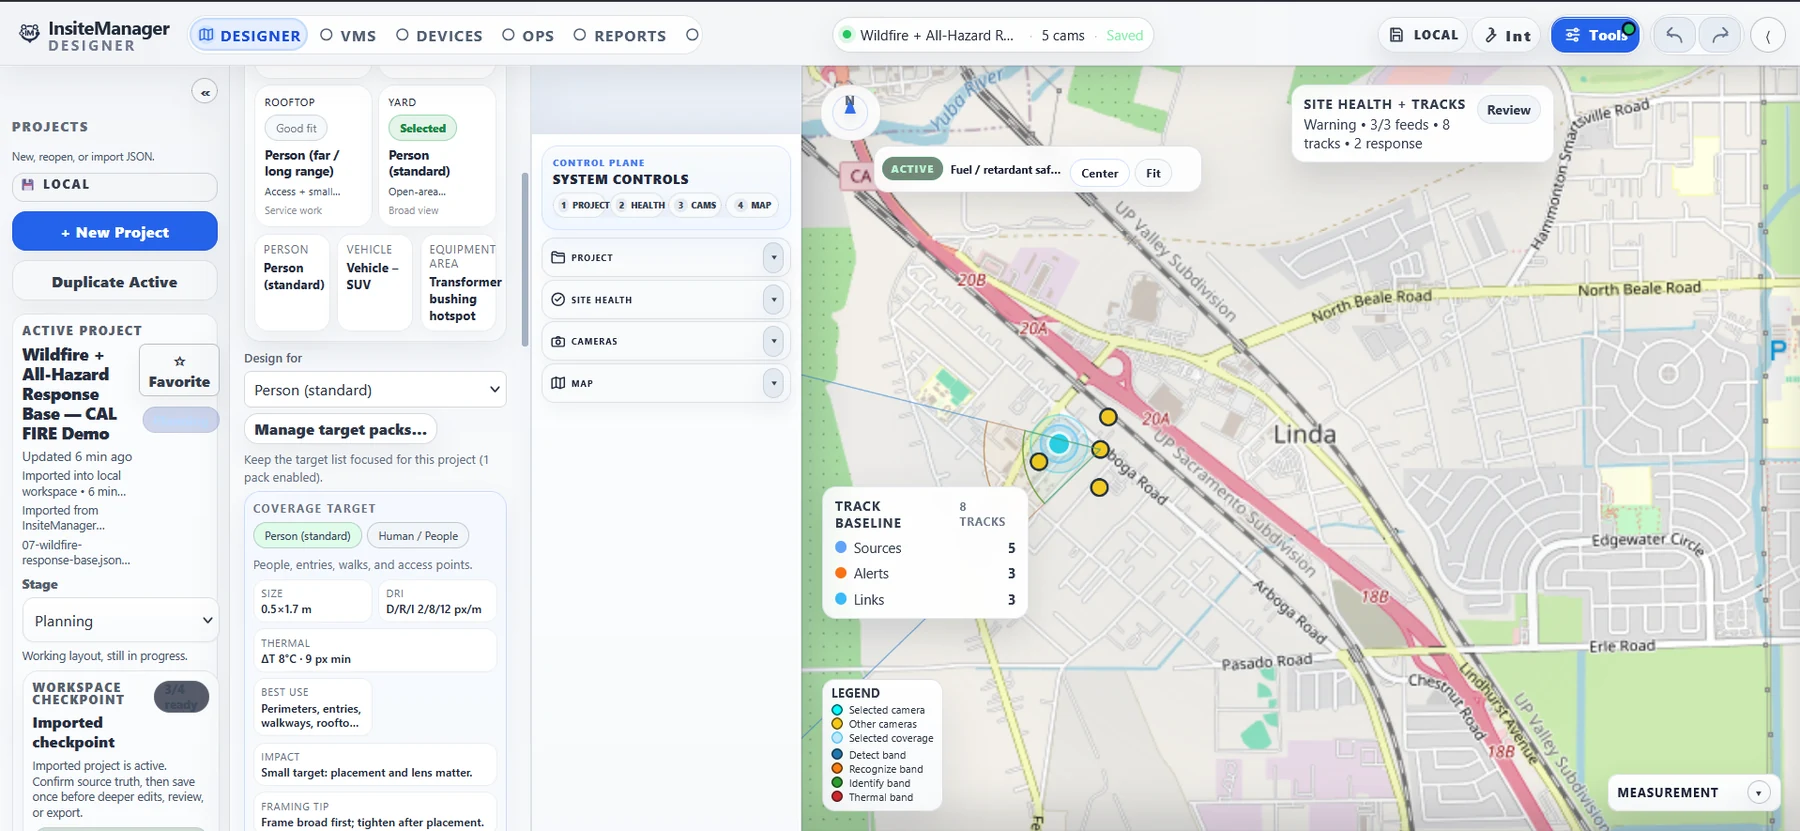 InsiteManager
DESIGNER
DESIGNER
VMS
DEVICES
OPS
REPORTS
Wildfire + All-Hazard R... · 5 cams · Saved
LOCAL
Int
Tools
«
PROJECTS
New, reopen, or import JSON.
LOCAL
+ New Project
Duplicate Active
ACTIVE PROJECT
Wildfire +
All-Hazard
Response
Base — CAL
FIRE Demo
☆
Favorite
Updated 6 min ago
Imported into local
workspace • 6 min...
Imported from
InsiteManager...
07-wildfire-
response-base.json...
Stage
Planning
Working layout, still in progress.
WORKSPACE
CHECKPOINT
3/4
ready
Imported
checkpoint
Imported project is active.
Confirm source truth, then save
once before deeper edits, review,
or export.
ROOFTOP
Good fit
Person (far /
long range)
Access + small...
Service work
YARD
Selected
Person
(standard)
Open-area...
Broad view
PERSON
Person
(standard)
VEHICLE
Vehicle –
SUV
EQUIPMENT
AREA
Transformer
bushing
hotspot
Design for
Person (standard)
Manage target packs...
Keep the target list focused for this project (1
pack enabled).
COVERAGE TARGET
Person (standard)
Human / People
People, entries, walks, and access points.
SIZE
0.5×1.7 m
DRI
D/R/I 2/8/12 px/m
THERMAL
ΔT 8°C · 9 px min
BEST USE
Perimeters, entries,
walkways, roofto...
IMPACT
Small target: placement and lens matter.
FRAMING TIP
Frame broad first; tighten after placement.
CONTROL PLANE
SYSTEM CONTROLS
1 PROJECT
2 HEALTH
3 CAMS
4 MAP
PROJECT
SITE HEALTH
CAMERAS
MAP
N
ACTIVE
Fuel / retardant saf...
Center
Fit
SITE HEALTH + TRACKS
Warning • 3/3 feeds • 8
tracks • 2 response
Review
TRACK
BASELINE
8
TRACKS
Sources 5
Alerts 3
Links 3
LEGEND
Selected camera
Other cameras
Selected coverage
Detect band
Recognize band
Identify band
Thermal band
MEASUREMENT
Yuba River
CA
UP Valley Subdivision
20B
20A
20A
North Beale Road
North Beale Road
Hammonton Smartsville Road
Linda
P
UP Sacramento Subdivision
Arboga Road
Edgewater Circle
18B
Erle Road
Pasado Road
Chestnut Road
Lindhurst Avenue
UP Valley Subdivision
18B
Fe